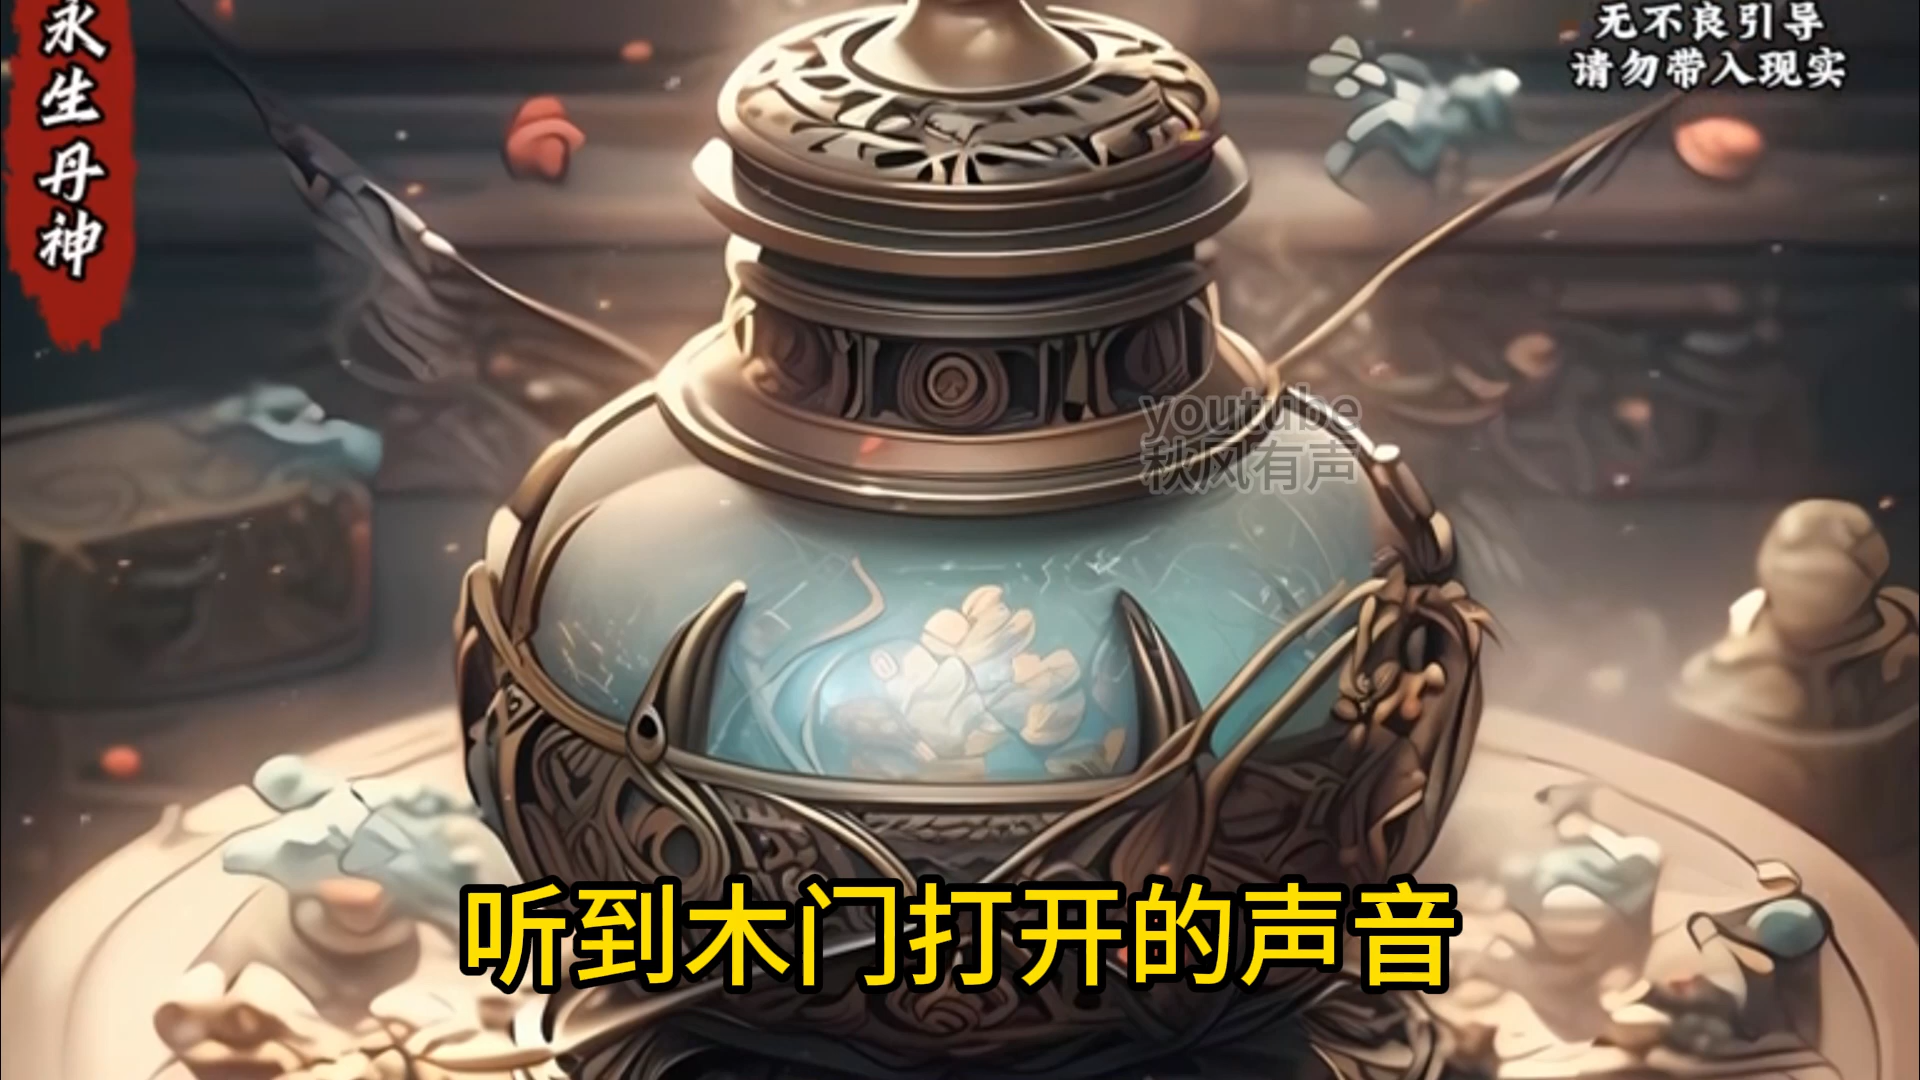 永生丹神
无不良引导
请勿带入现实
youtube
秋风有声
听到木门打开的声音